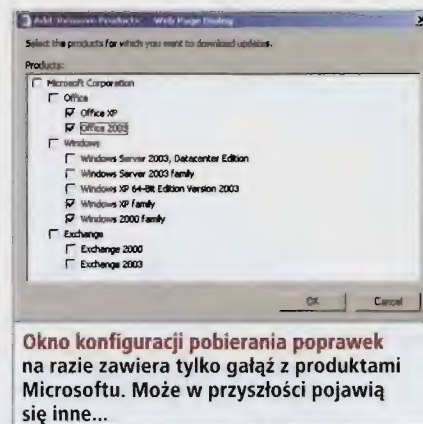 Add/Remove Products -- Web Page Dialog
Select the products for which you want to download updates.
Products:
Microsoft Corporation
Office
Office XP
Office 2003
Windows
Windows Server 2003, Datacenter Edition
Windows Server 2003 family
Windows XP 64-Bit Edition Version 2003
Windows XP family
Windows 2000 family
Exchange
Exchange 2000
Exchange 2003
OK Cancel
Okno konfiguracji pobierania poprawek
na razie zawiera tylko gałąź z produktami
Microsoftu. Może w przyszłości pojawią
się inne...